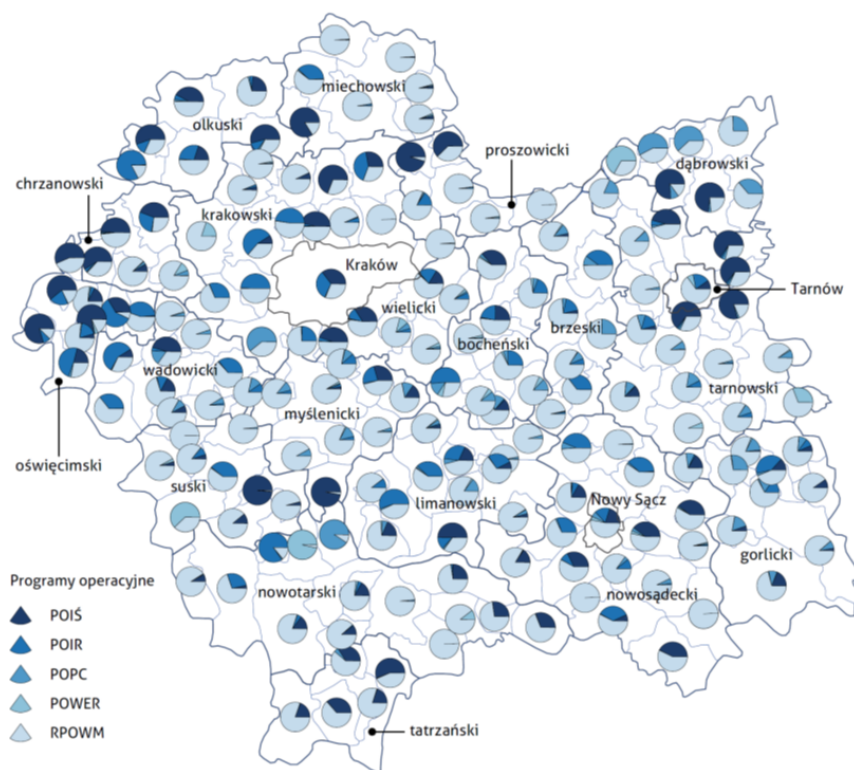 miechowski
olkuski
proszowicki
dąbrowski
chrzanowski
krakowski
Kraków
Tarnów
wielicki
bocheński
brzeski
wadowicki
tarnowski
myślenicki
oświęcimski
suski
limanowski
Nowy Sącz
gorlicki
nowotarski
nowosądecki
tatrzański
Programy operacyjne
POIŚ
POIR
POPC
POWER
RPOWM